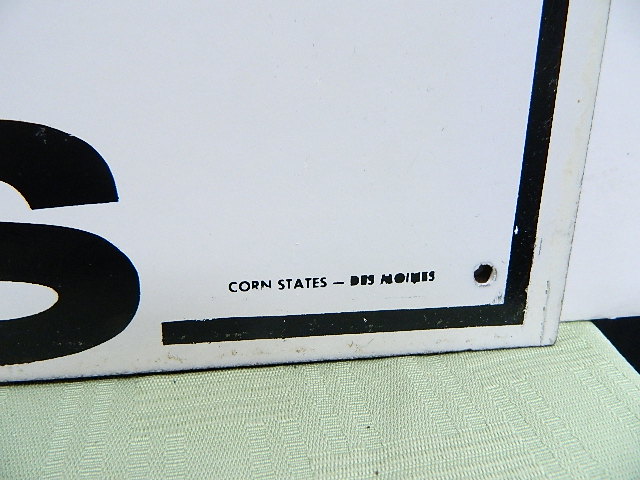 S
CORN STATES — DES MOINES